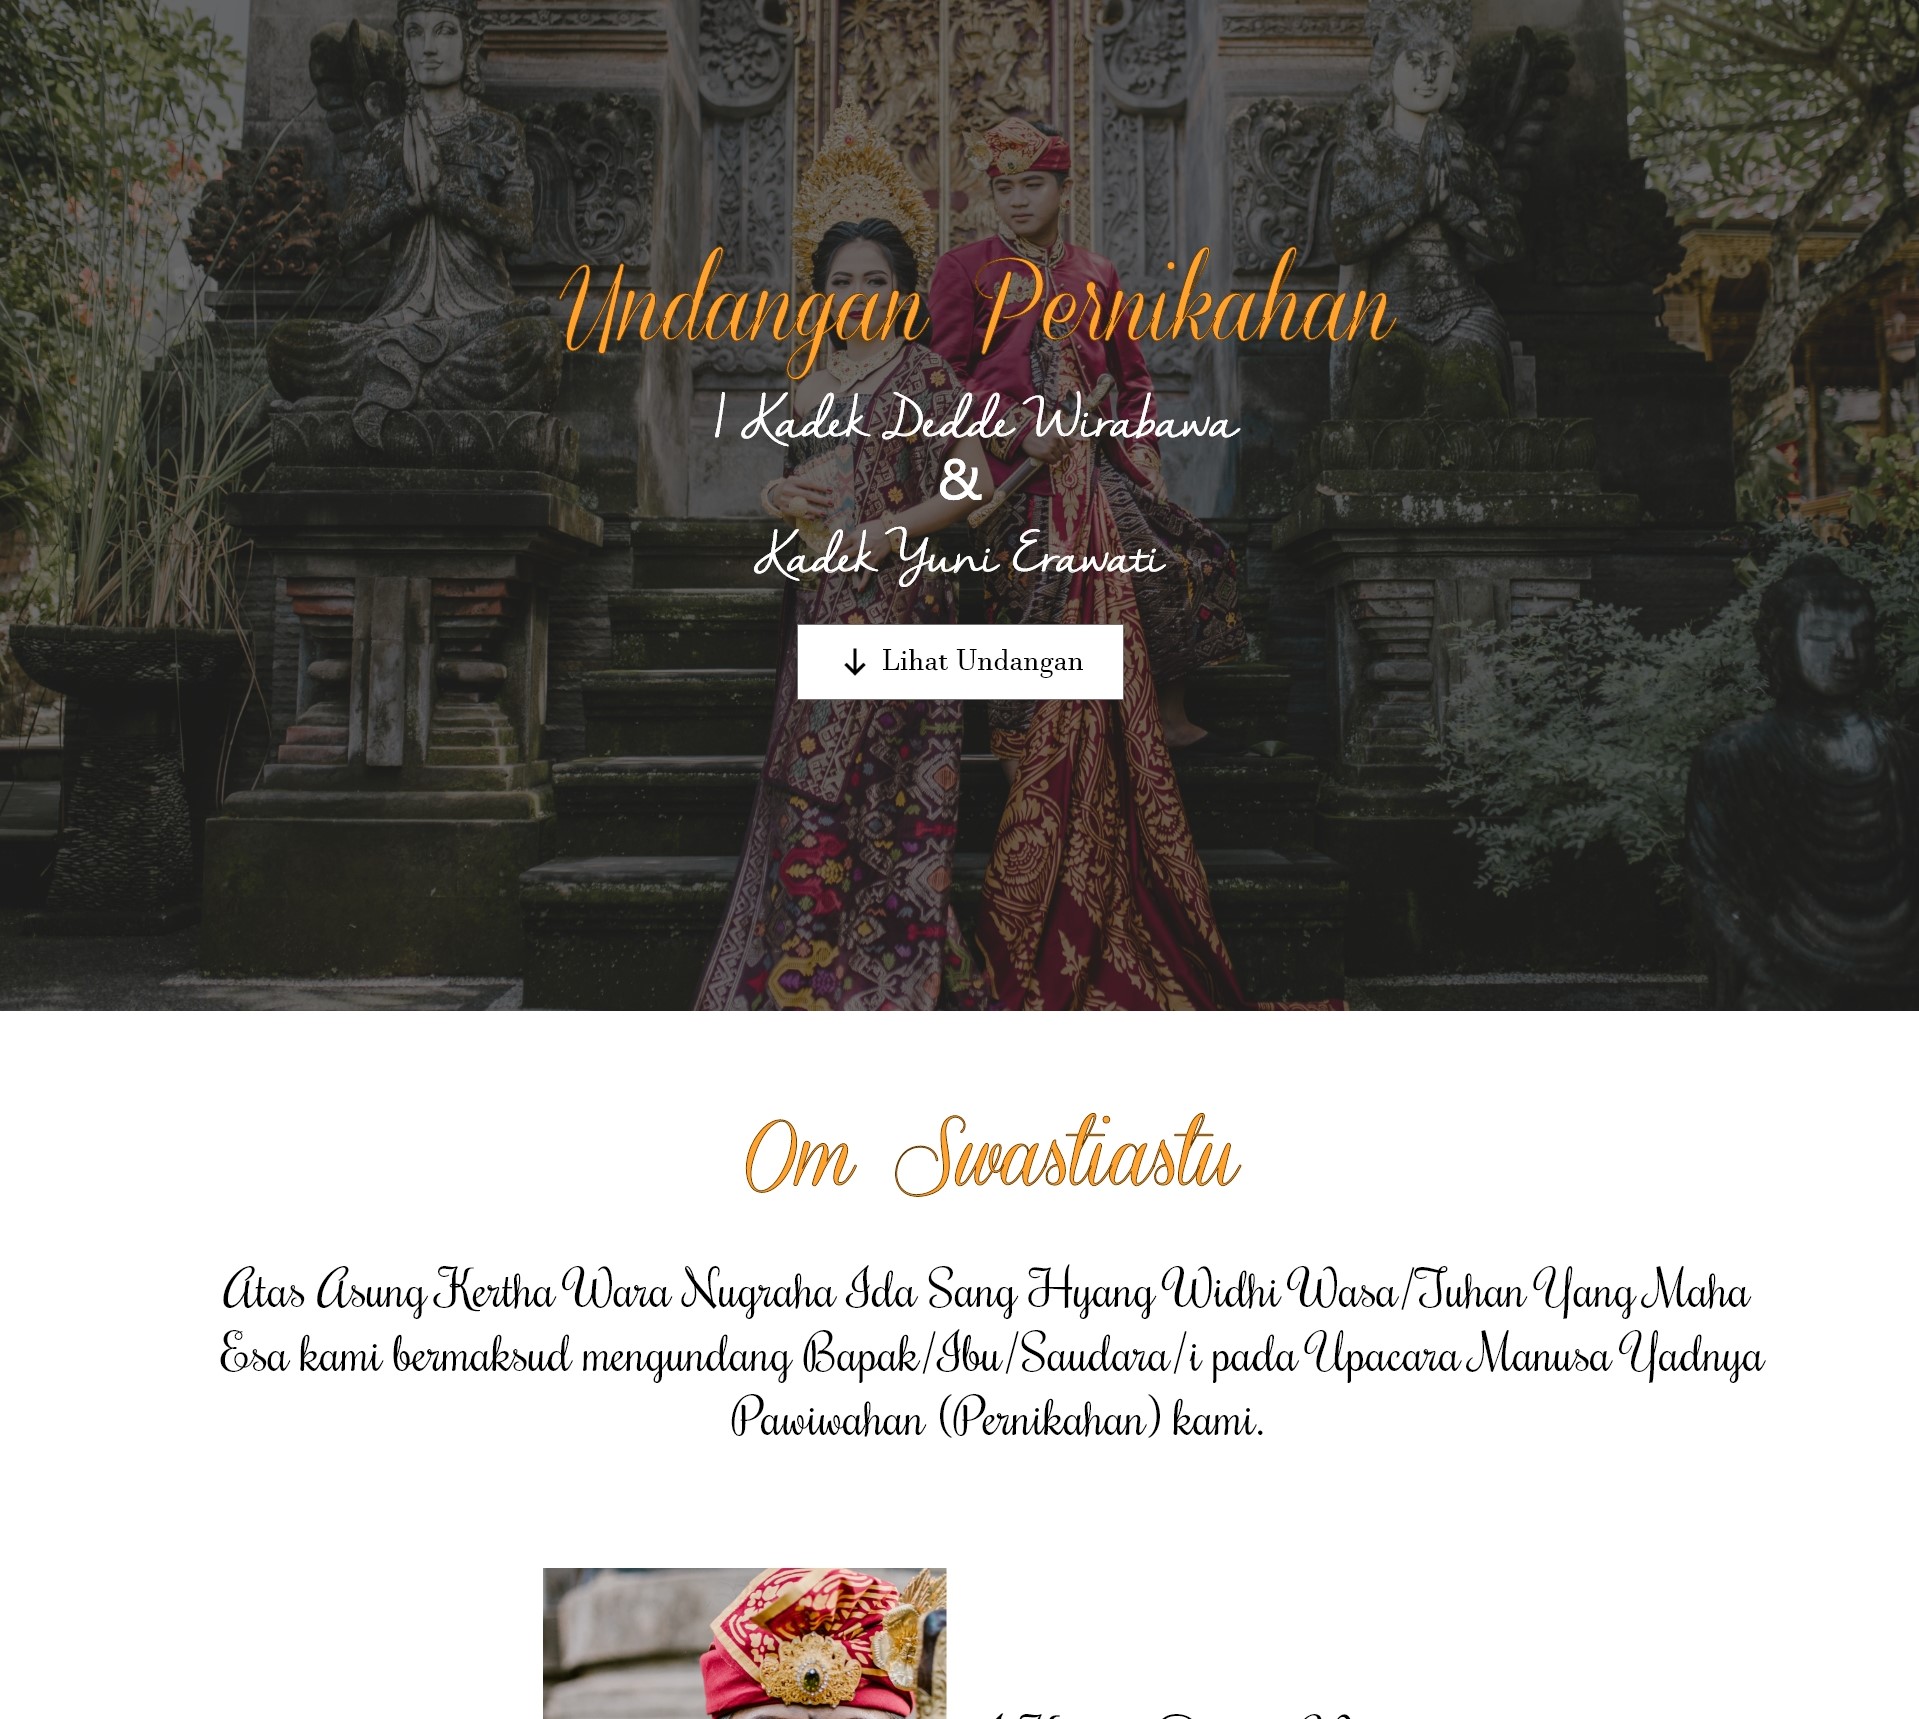 Undangan Pernikahan
I Kadek Dedde Wirabawa
&
Kadek Yuni Erawati
Lihat Undangan
Om Swastiastu
Atas Asung Kertha Wara Nugraha Ida Sang Hyang Widhi Wasa/Tuhan Yang Maha
Esa kami bermaksud mengundang Bapak/Ibu/Saudara/i pada Upacara Manusa Yadnya
Pawiwahan (Pernikahan) kami.